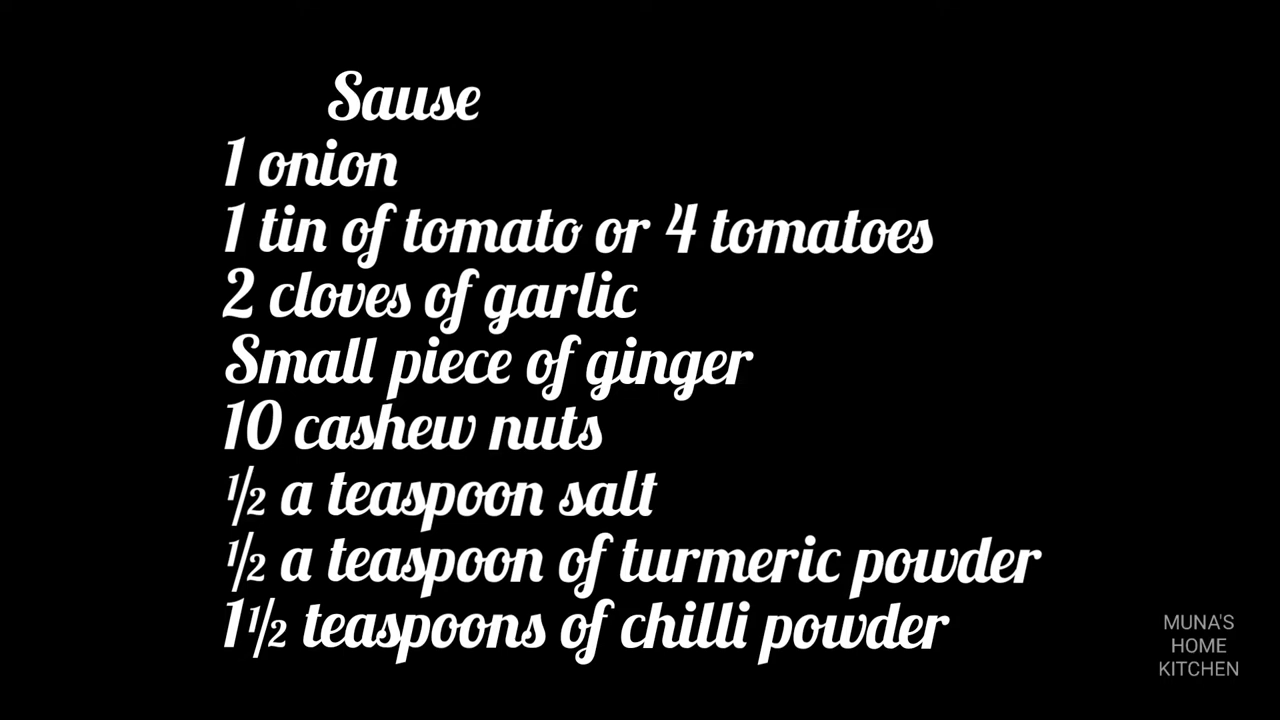 Sause
1 onion
1 tin of tomato or 4 tomatoes
2 cloves of garlic
Small piece of ginger
10 cashew nuts
½ a teaspoon salt
½ a teaspoon of turmeric powder
1½ teaspoons of chilli powder
MUNA'S
HOME
KITCHEN